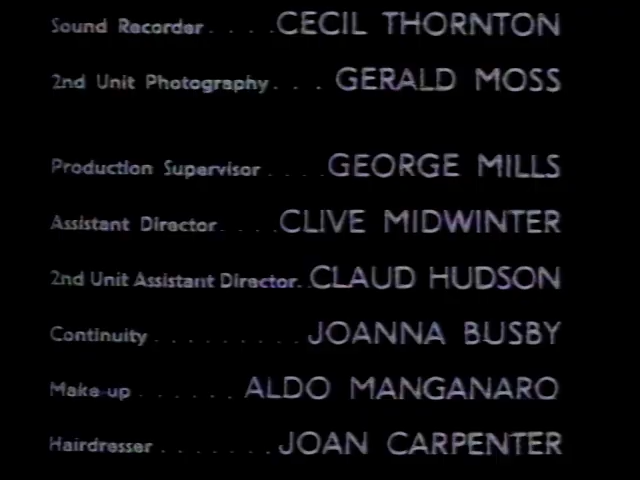 Sound Recorder . . . . CECIL THORNTON
2nd Unit Photography . . . GERALD MOSS
Production Supervisor . . . . GEORGE MILLS
Assistant Director . . . . CLIVE MIDWINTER
2nd Unit Assistant Director . . CLAUD HUDSON
Continuity . . . . . . . . . JOANNA BUSBY
Make-up . . . . . . ALDO MANGANARO
Hairdresser . . . . . . . JOAN CARPENTER